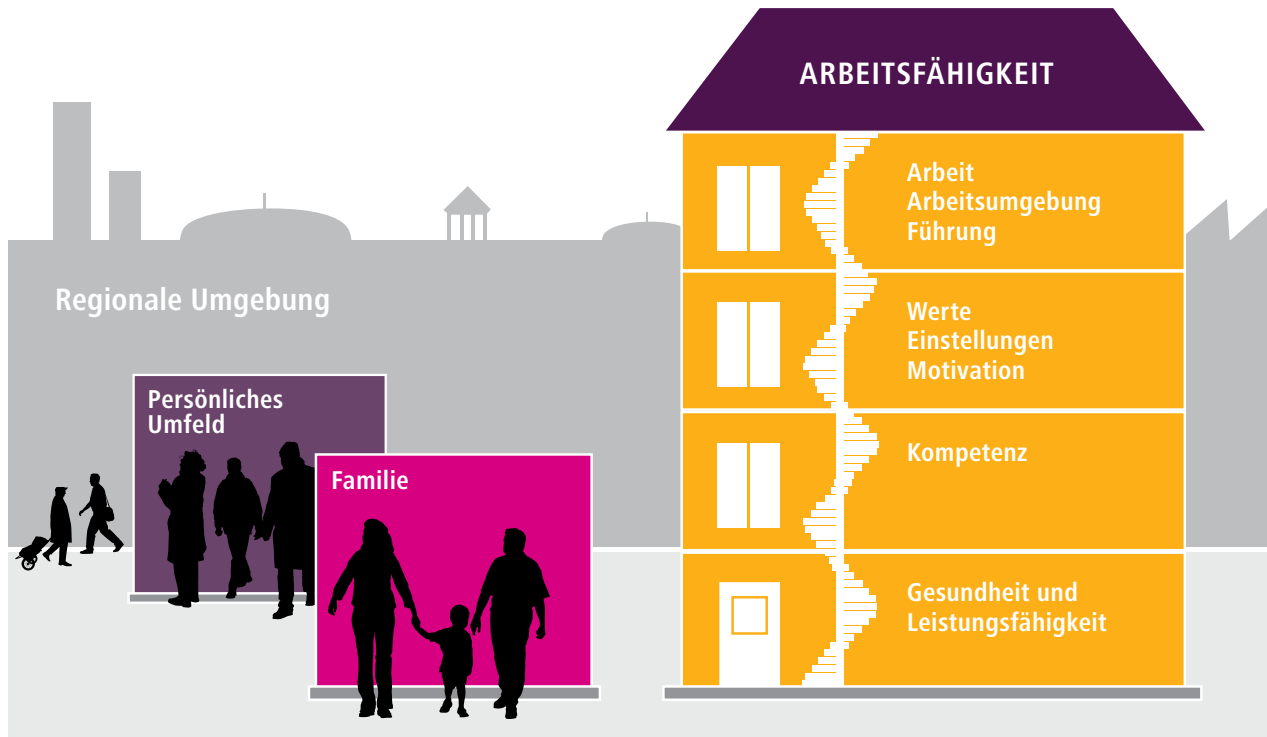 ARBEITSFÄHIGKEIT
Arbeit
Arbeitsumgebung
Führung
Regionale Umgebung
Werte
Einstellungen
Motivation
Persönliches
Umfeld
Kompetenz
Familie
Gesundheit und
Leistungsfähigkeit